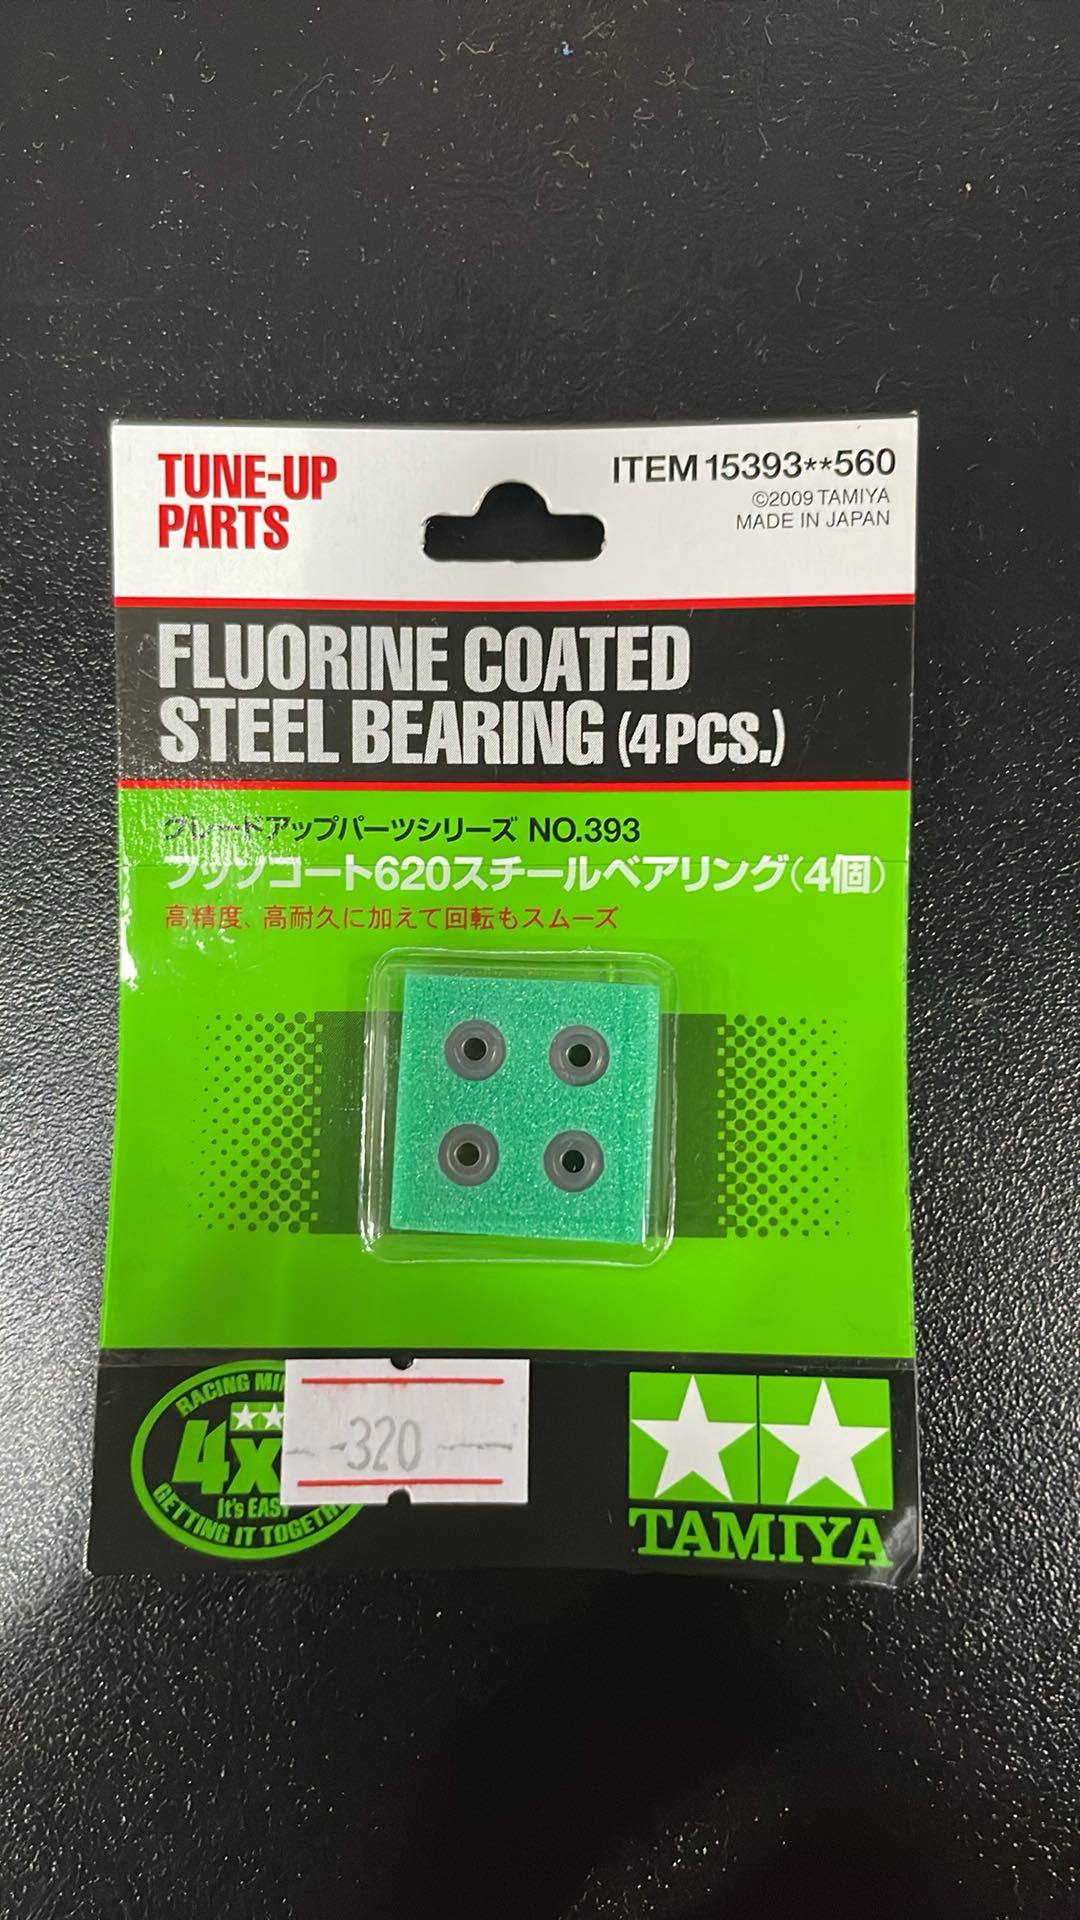 TUNE-UP
PARTS
ITEM 15393**560
©2009 TAMIYA
MADE IN JAPAN
FLUORINE COATED
STEEL BEARING (4PCS.)
グレードアップパーツシリーズ NO.393
フッソコート620スチールベアリング(4個)
高精度、高耐久に加えて回転もスムーズ
RACING
4x
It's EASY
GETTING IT
320
TAMIYA